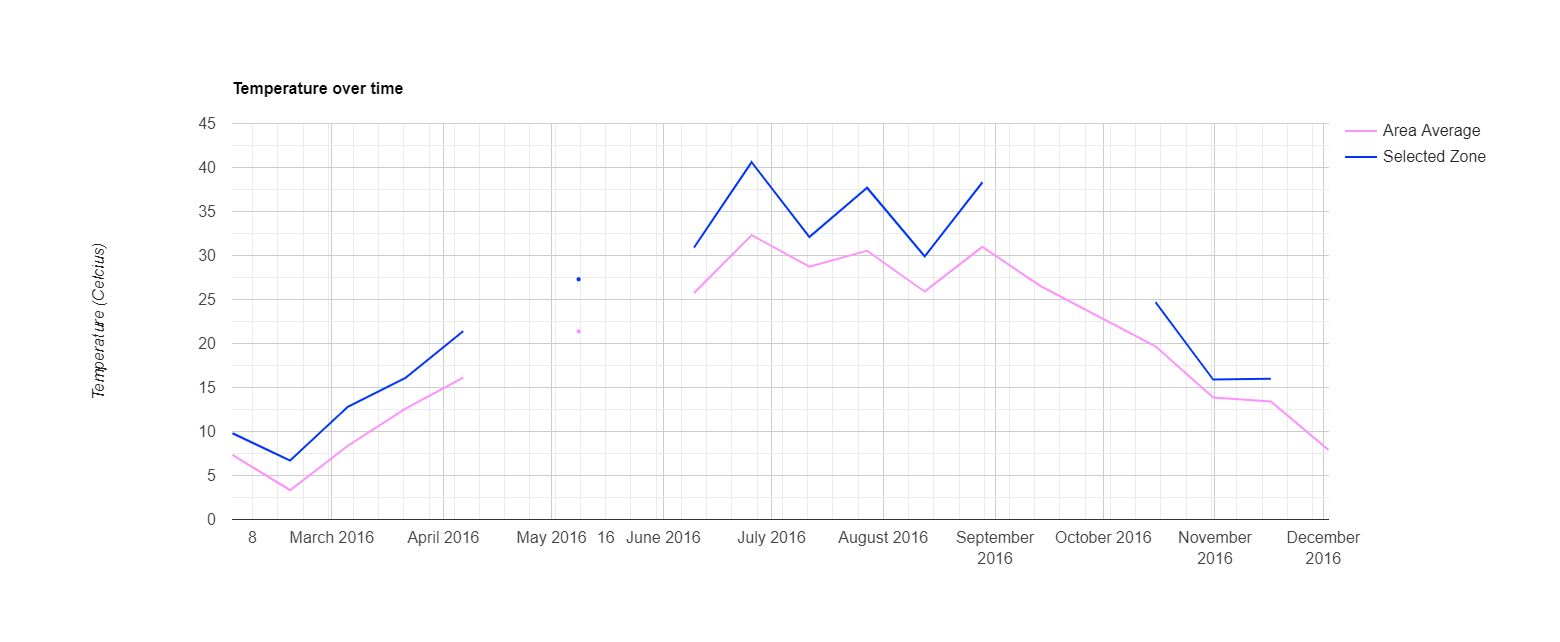 Temperature over time
Area Average
Selected Zone
Temperature (Celcius)
45
40
35
30
25
20
15
10
5
0
8 March 2016 April 2016 May 2016 16 June 2016 July 2016 August 2016 September 2016 October 2016 November 2016 December 2016